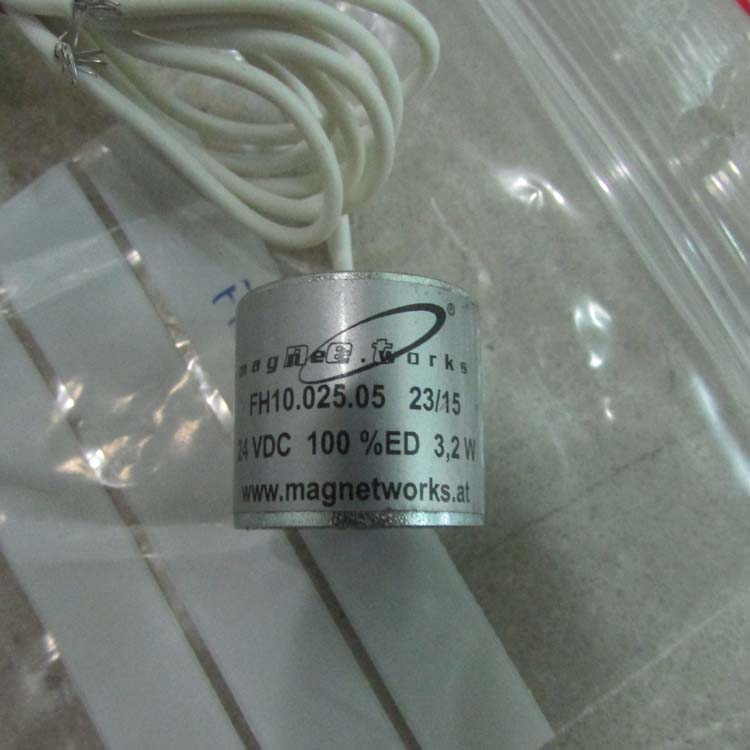 magnet.works®
FH10.025.05 23/15
24 VDC 100 %ED 3,2 W
www.magnetworks.at